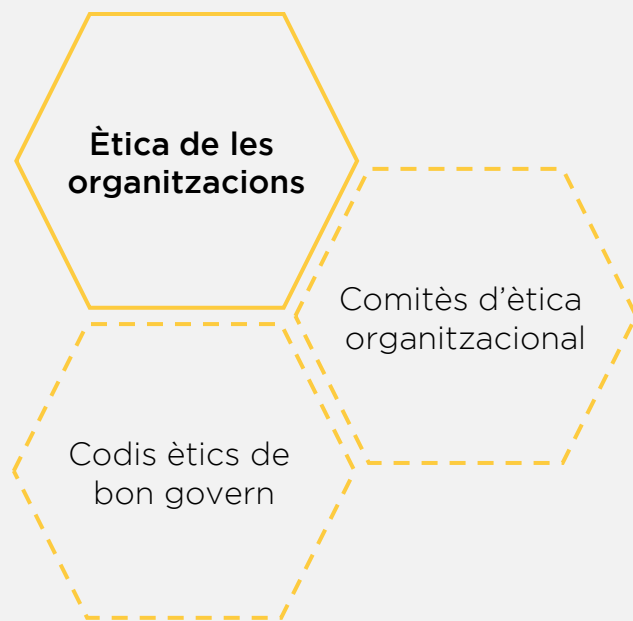 Ètica de les
organitzacions
Comitès d’ètica
organitzacional
Codis ètics de
bon govern